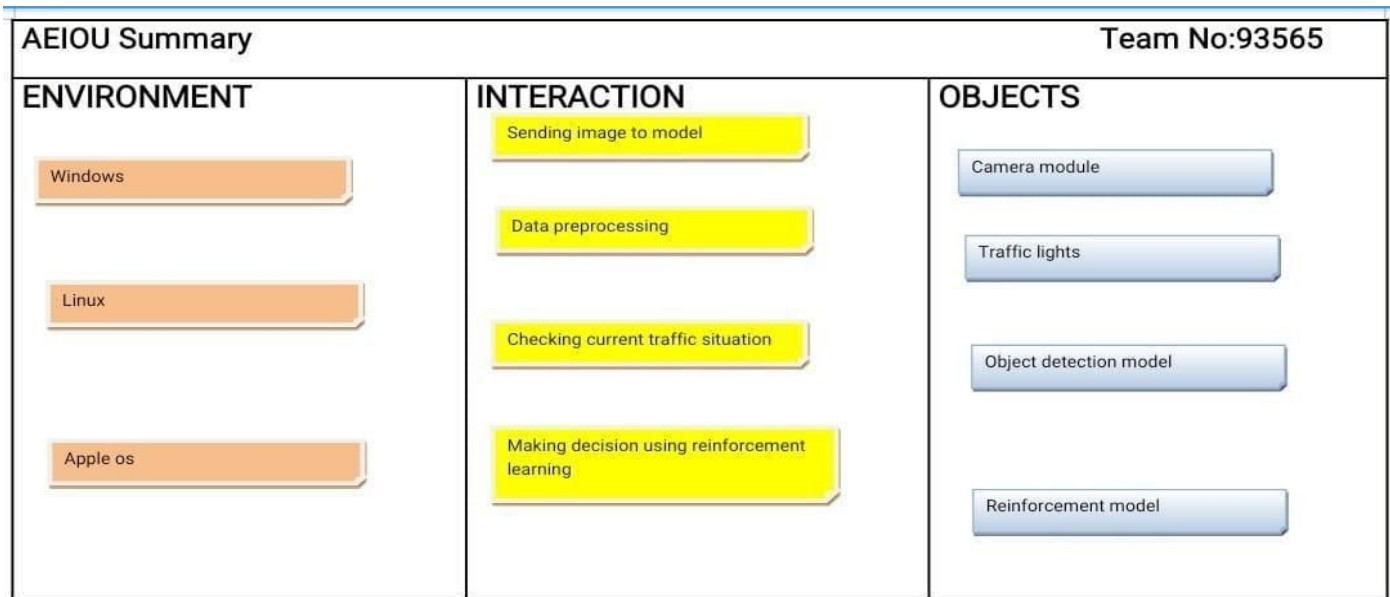 AEIOU Summary
Team No:93565
ENVIRONMENT
Windows
Linux
Apple os
INTERACTION
Sending image to model
Data preprocessing
Checking current traffic situation
Making decision using reinforcement
learning
OBJECTS
Camera module
Traffic lights
Object detection model
Reinforcement model